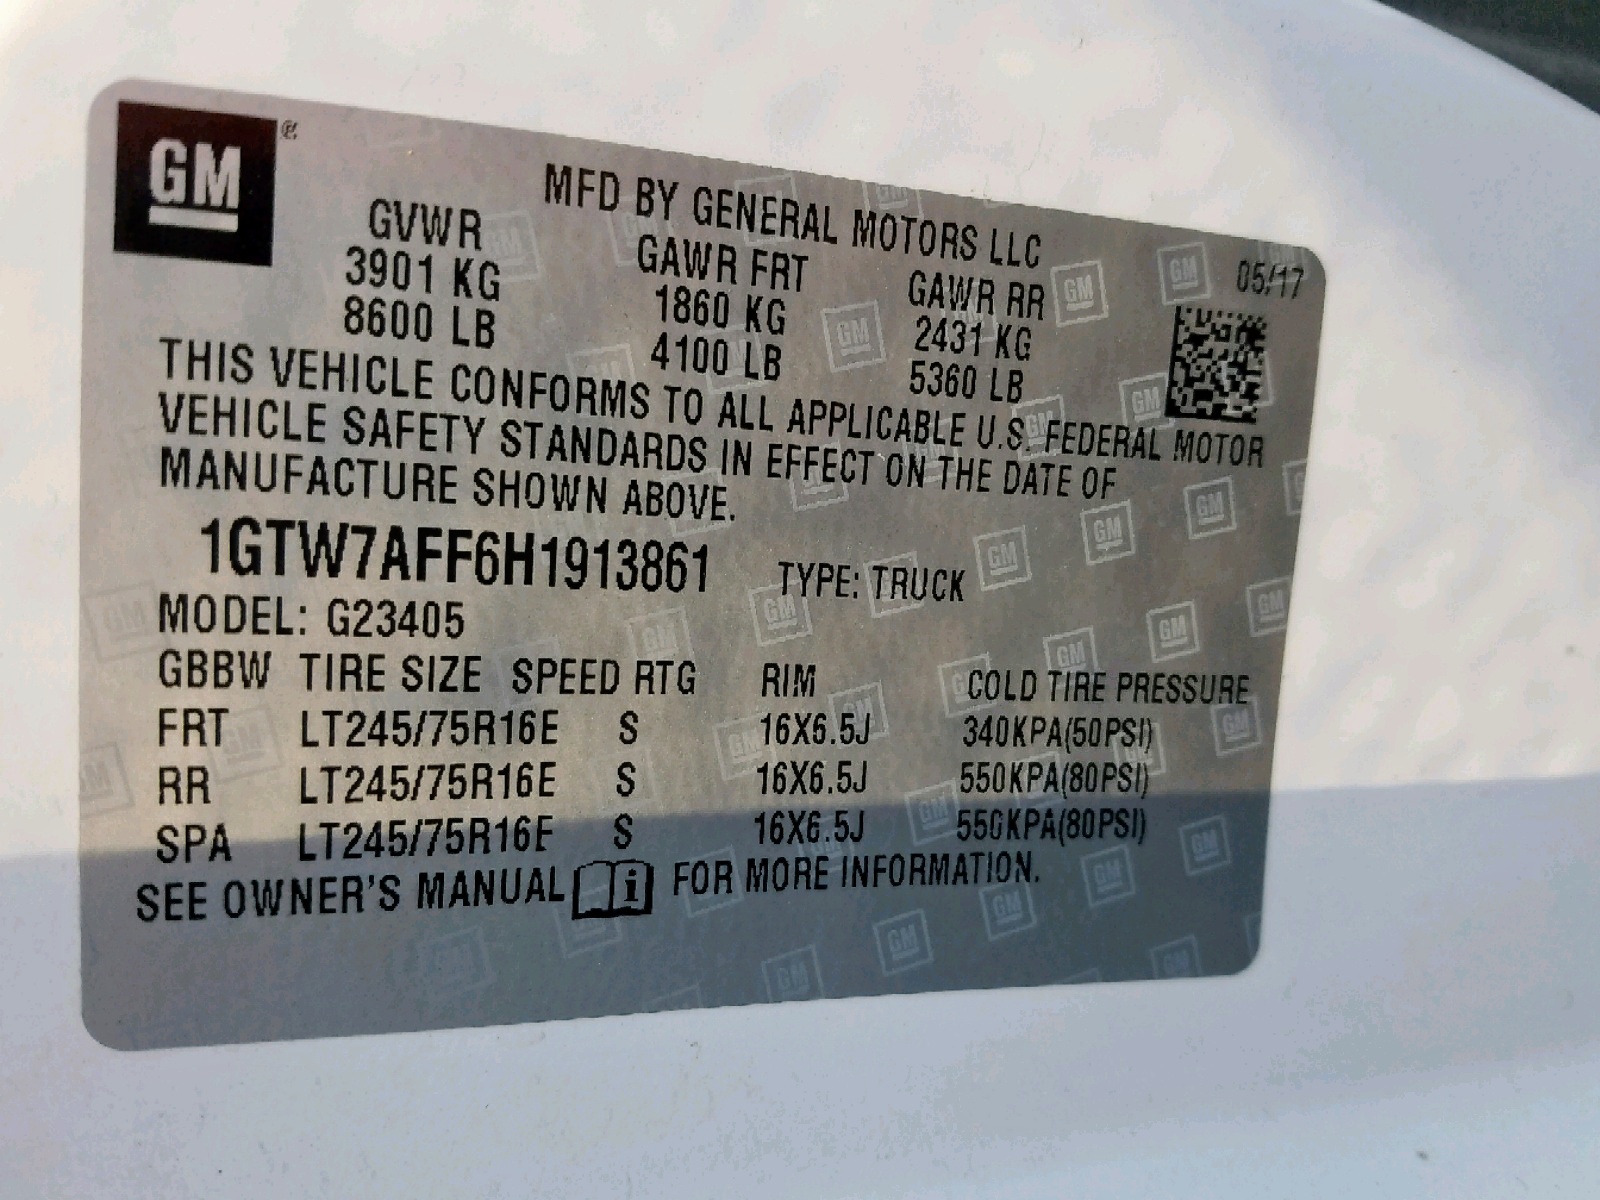 GM
MFD BY GENERAL MOTORS LLC
05/17
GVWR GAWR FRT GAWR RR
3901 KG 1860 KG 2431 KG
8600 LB 4100 LB 5360 LB
THIS VEHICLE CONFORMS TO ALL APPLICABLE U.S. FEDERAL MOTOR
VEHICLE SAFETY STANDARDS IN EFFECT ON THE DATE OF
MANUFACTURE SHOWN ABOVE.
1GTW7AFF6H1913861 TYPE: TRUCK
MODEL: G23405
GBBW TIRE SIZE SPEED RTG RIM COLD TIRE PRESSURE
FRT LT245/75R16E S 16X6.5J 340KPA(50PSI)
RR LT245/75R16E S 16X6.5J 550KPA(80PSI)
SPA LT245/75R16E S 16X6.5J 550KPA(80PSI)
SEE OWNER'S MANUAL i FOR MORE INFORMATION.